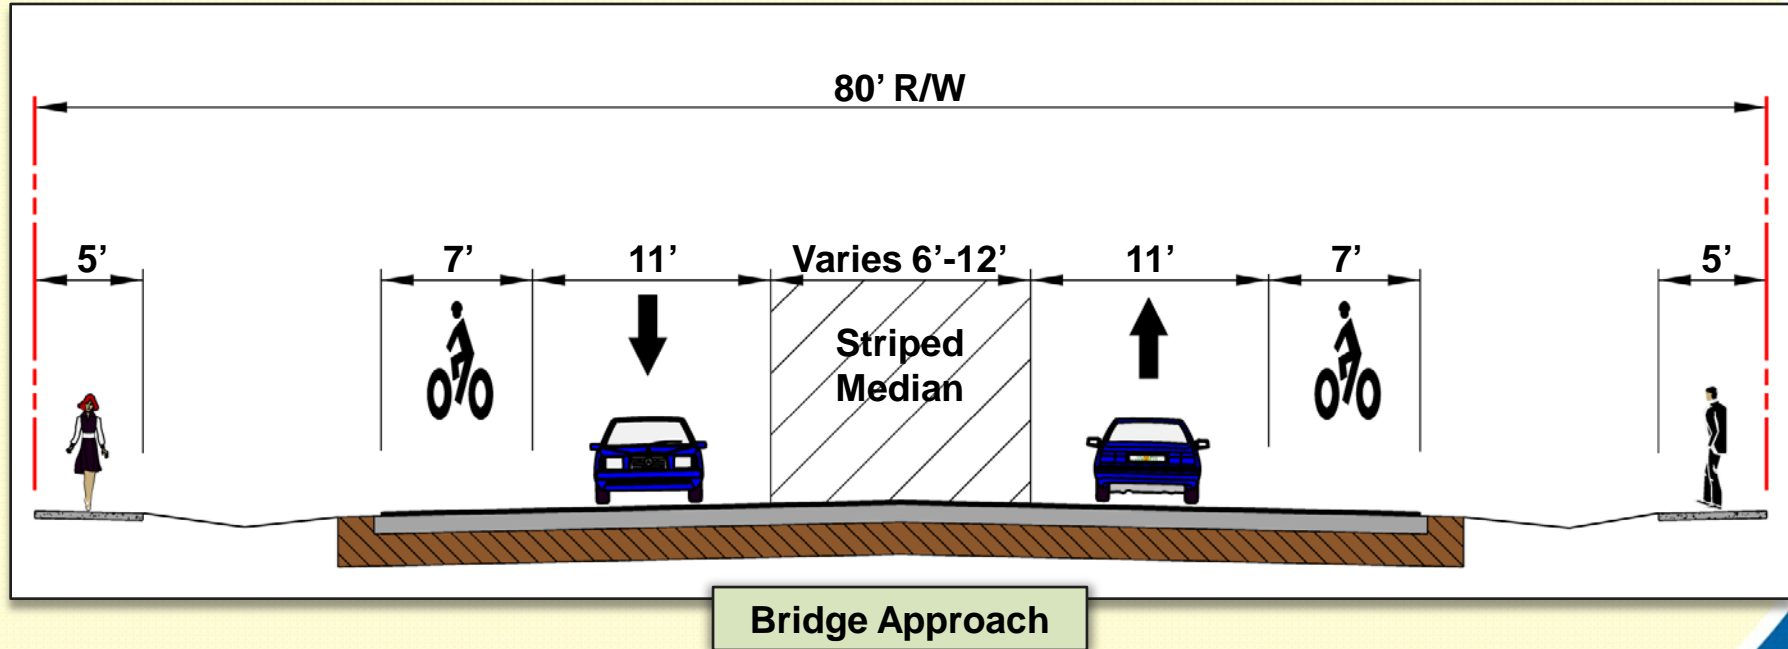 80’ R/W
5’
7’
11’
Varies 6’-12’
11’
7’
5’
Striped
Median
Bridge Approach